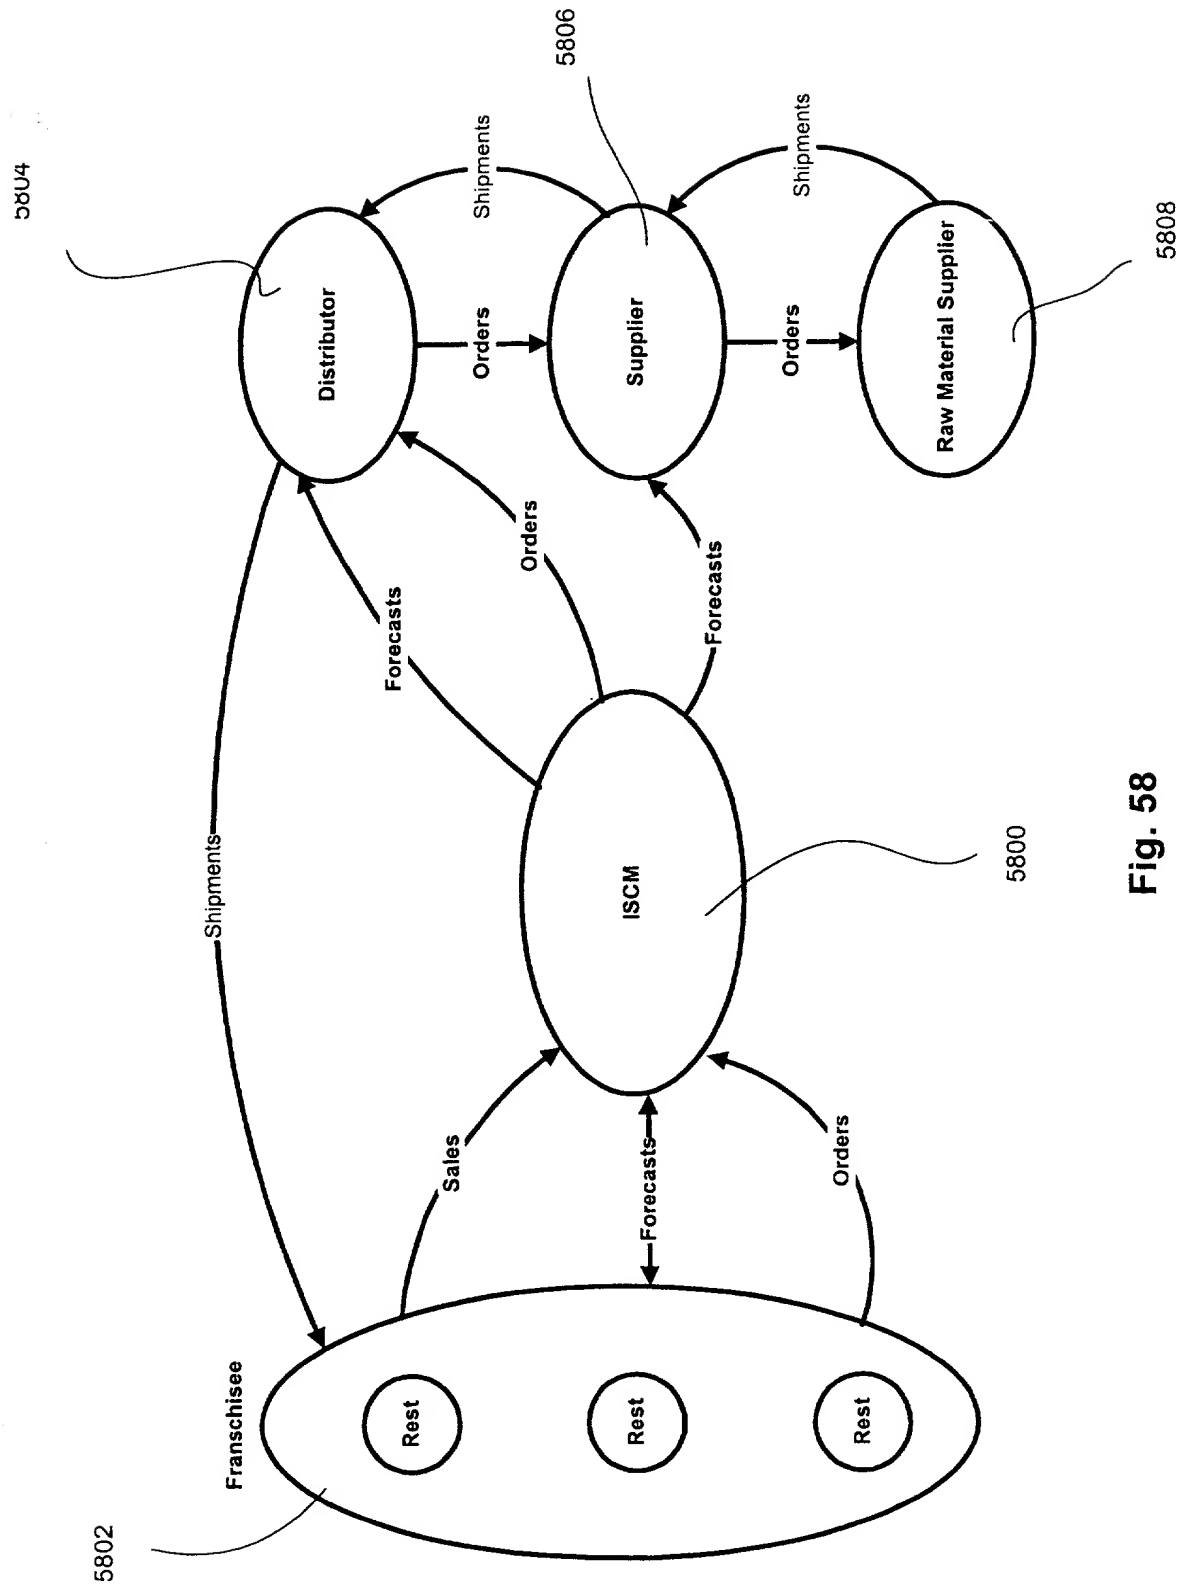 5802
Franschisee
Rest
Rest
Rest
Shipments
Sales
Forecasts
Orders
ISCM
5800
Forecasts
Orders
Forecasts
5804
Distributor
Shipments
Orders
5806
Supplier
Shipments
Orders
Raw Material Supplier
5808
Fig. 58